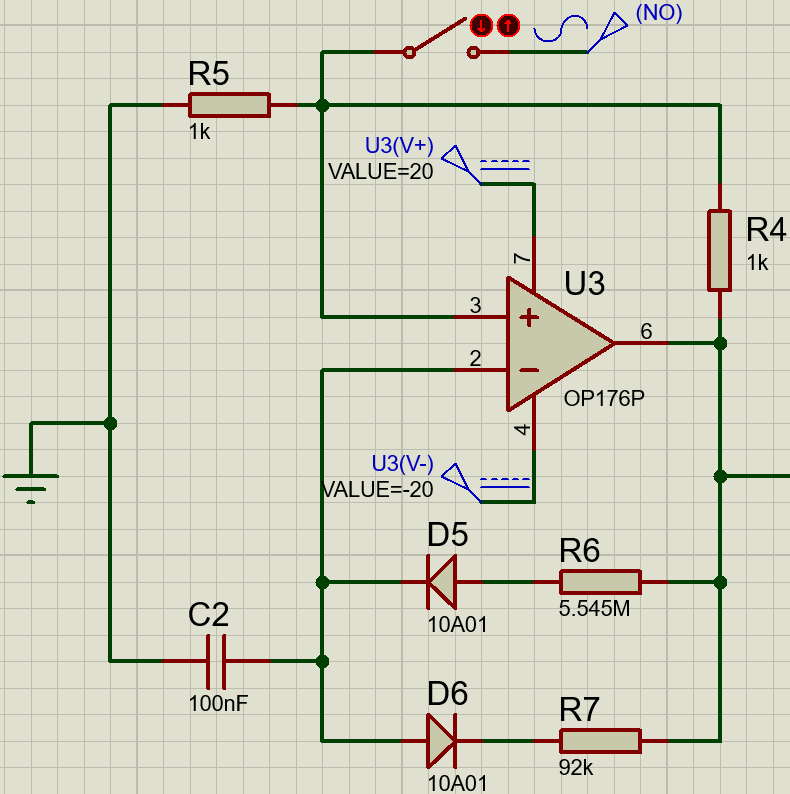 (NO)
R5
1k
U3(V+)
VALUE=20
R4
1k
7
U3
3
6
2
OP176P
4
U3(V-)
VALUE=-20
D5
R6
10A01
5.545M
C2
100nF
D6
R7
10A01
92k